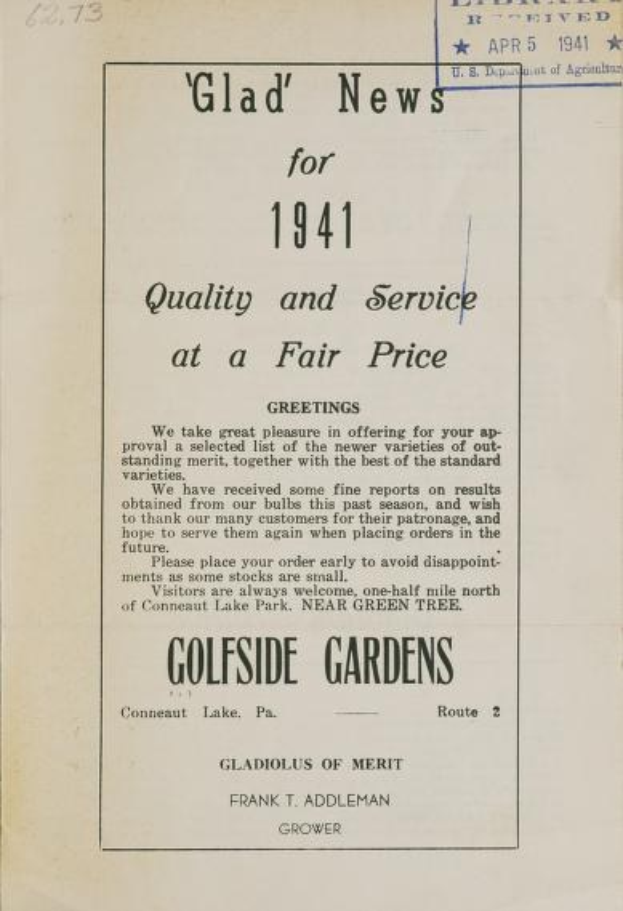 62.73
LIBRARY
RECEIVED
★ APR 5 1941 ★
U. S. Department of Agriculture
'Glad' News
for
1941
Quality and Service
at a Fair Price
GREETINGS
We take great pleasure in offering for your ap-
proval a selected list of the newer varieties of out-
standing merit, together with the best of the standard
varieties.
We have received some fine reports on results
obtained from our bulbs this past season, and wish
to thank our many customers for their patronage, and
hope to serve them again when placing orders in the
future.
Please place your order early to avoid disappoint-
ments as some stocks are small.
Visitors are always welcome, one-half mile north
of Conneaut Lake Park. NEAR GREEN TREE.
GOLFSIDE GARDENS
Conneaut Lake, Pa. —— Route 2
GLADIOLUS OF MERIT
FRANK T. ADDLEMAN
GROWER